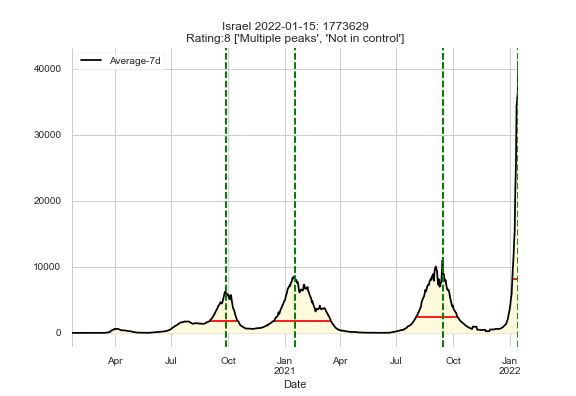 Israel 2022-01-15: 1773629
Rating:8 ['Multiple peaks', 'Not in control']
Average-7d
40000
30000
20000
10000
0
Apr Jul Oct Jan Apr Jul Oct Jan
2021 2022
Date